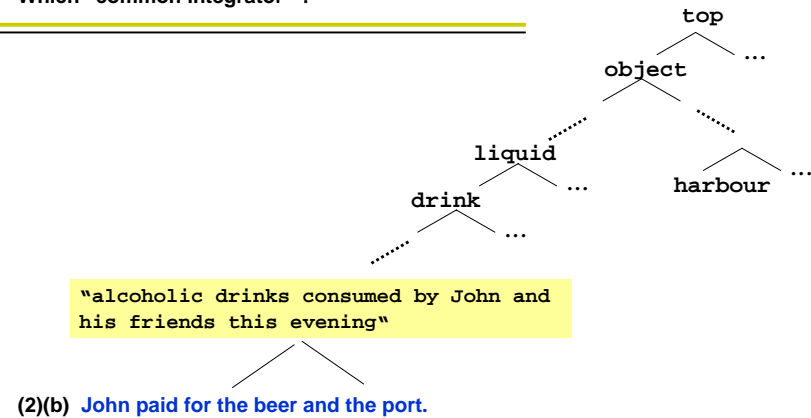 Which "common integrator" ?
top
...
object
liquid
...
harbour
...
drink
...
"alcoholic drinks consumed by John and
his friends this evening"
(2)(b) John paid for the beer and the port.